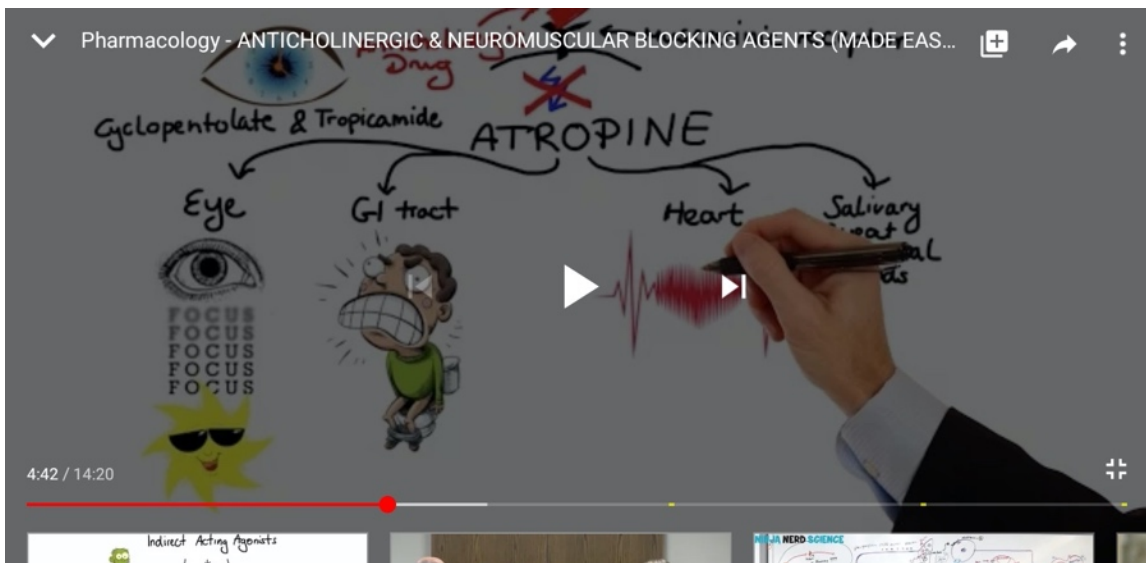 Pharmacology - ANTICHOLINERGIC & NEUROMUSCULAR BLOCKING AGENTS (MADE EAS...
Drug
Cyclopentolate & Tropicamide
ATROPINE
Eye
GI tract
Heart
Salivary
FOCUS
FOCUS
FOCUS
FOCUS
FOCUS
4:42 / 14:20
Indirect Acting Agonists
NINJA NERD SCIENCE